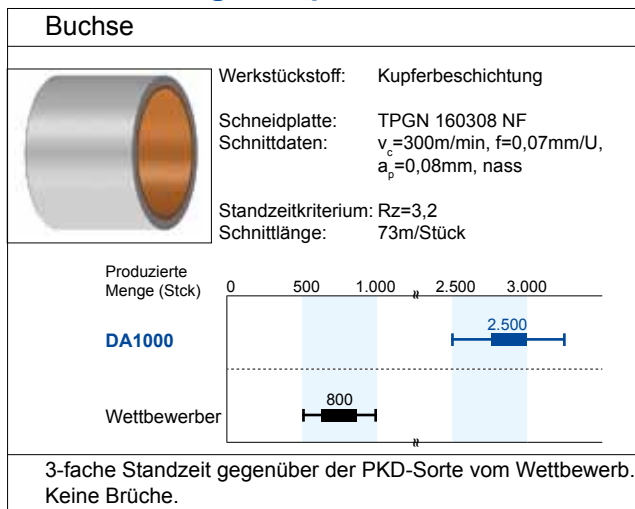 Buchse
Werkstückstoff: Kupferbeschichtung
Schneidplatte: TPGN 160308 NF
Schnittdaten: vc=300m/min, f=0,07mm/U,
ap=0,08mm, nass
Standzeitkriterium: Rz=3,2
Schnittlänge: 73m/Stück
Produzierte
Menge (Stck)
0 500 1.000 2.500 3.000
DA1000
2.500
Wettbewerber
800
3-fache Standzeit gegenüber der PKD-Sorte vom Wettbewerb.
Keine Brüche.